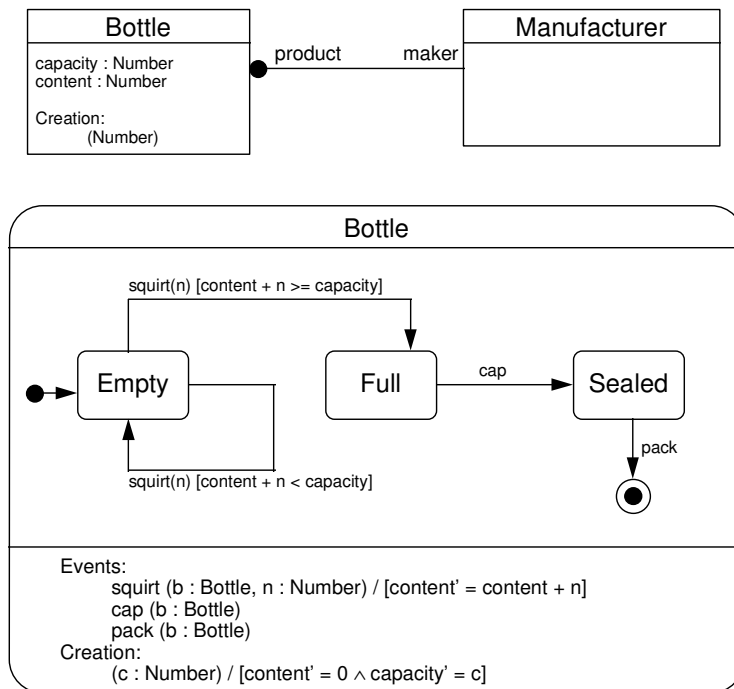 Bottle
capacity : Number
content : Number
Creation:
(Number)
product
maker
Manufacturer
Bottle
squirt(n) [content + n >= capacity]
Empty
Full
cap
Sealed
squirt(n) [content + n < capacity]
pack
Events:
squirt (b : Bottle, n : Number) / [content' = content + n]
cap (b : Bottle)
pack (b : Bottle)
Creation:
(c : Number) / [content' = 0 ∧ capacity' = c]